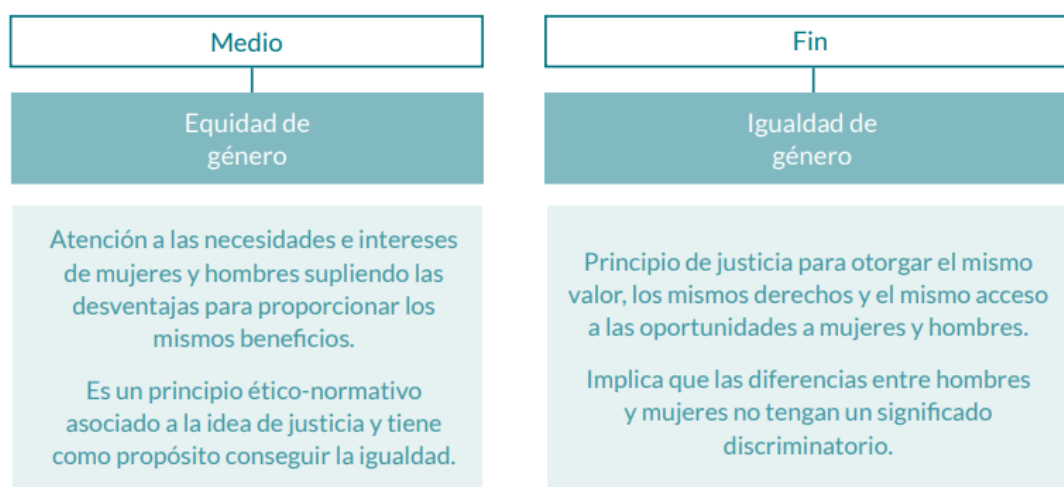 Medio
Equidad de
género
Atención a las necesidades e intereses
de mujeres y hombres supliendo las
desventajas para proporcionar los
mismos beneficios.
Es un principio ético-normativo
asociado a la idea de justicia y tiene
como propósito conseguir la igualdad.
Fin
Igualdad de
género
Principio de justicia para otorgar el mismo
valor, los mismos derechos y el mismo acceso
a las oportunidades a mujeres y hombres.
Implica que las diferencias entre hombres
y mujeres no tengan un significado
discriminatorio.